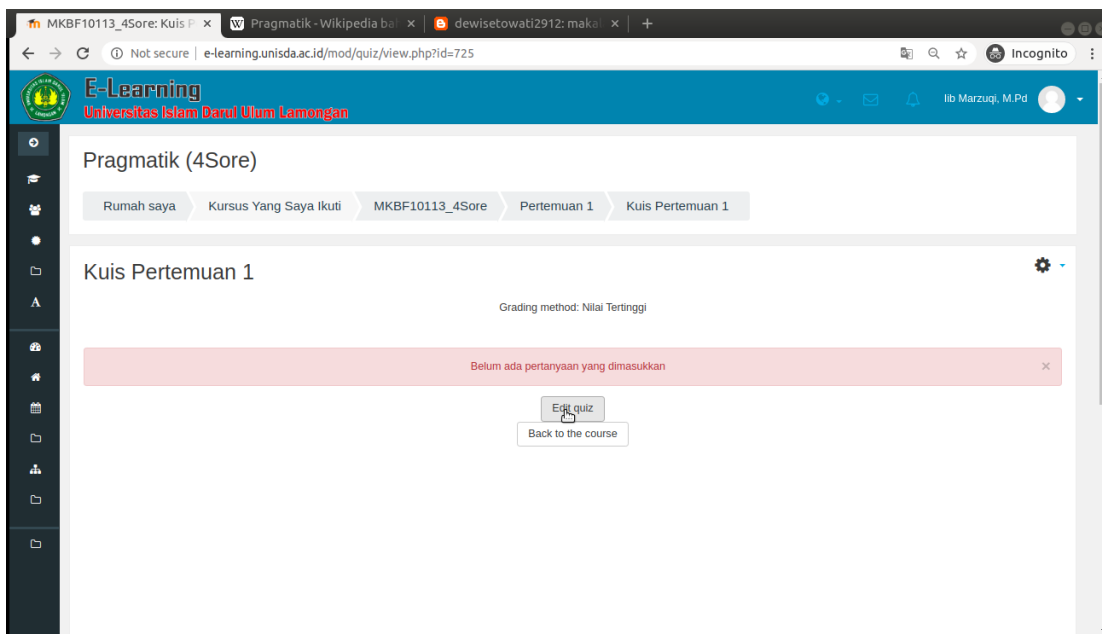 MKBF10113_4Sore: Kuis P
Pragmatik - Wikipedia ba
dewisetowati2912: maka
Not secure | e-learning.unisda.ac.id/mod/quiz/view.php?id=725
Incognito
E-Learning
Universitas Islam Darul Ulum Lamongan
Iib Marzuqi, M.Pd
Pragmatik (4Sore)
Rumah saya Kursus Yang Saya Ikuti MKBF10113_4Sore Pertemuan 1 Kuis Pertemuan 1
Kuis Pertemuan 1
Grading method: Nilai Tertinggi
Belum ada pertanyaan yang dimasukkan
Edit quiz
Back to the course